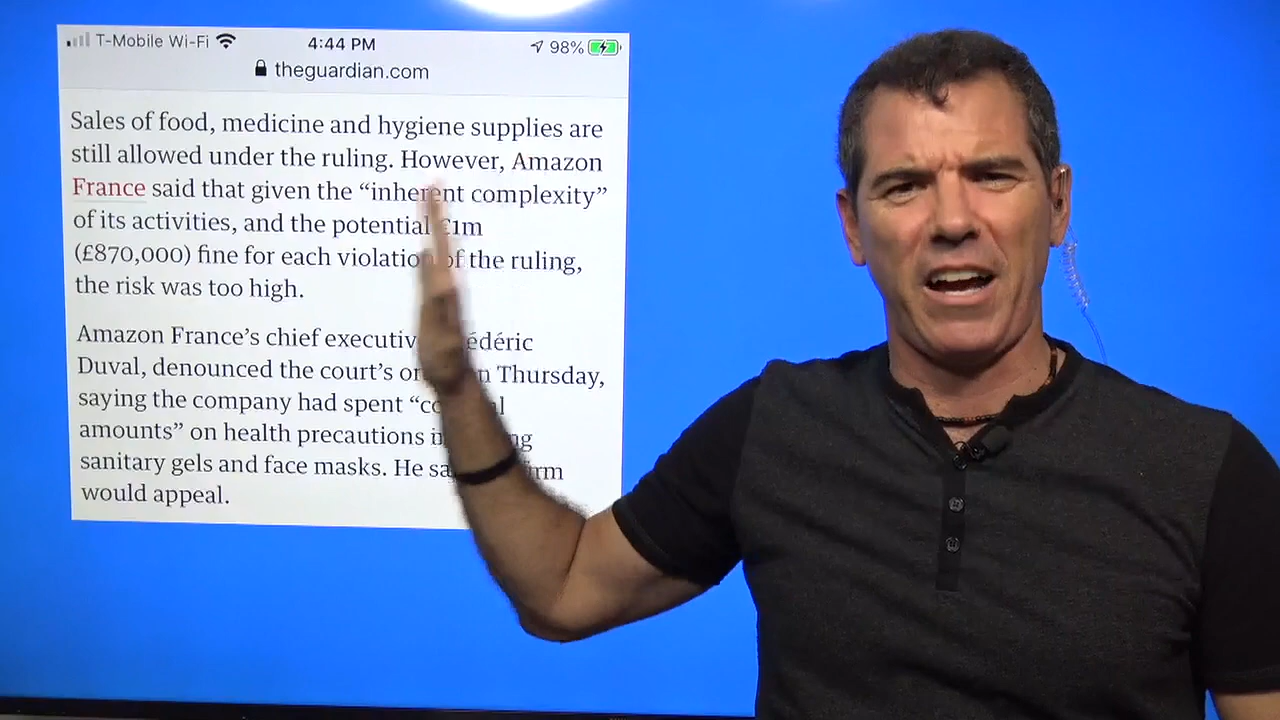 T-Mobile Wi-Fi 4:44 PM 98%
theguardian.com
Sales of food, medicine and hygiene supplies are
still allowed under the ruling. However, Amazon
France said that given the “inherent complexity”
of its activities, and the potential €1m
(£870,000) fine for each violation of the ruling,
the risk was too high.
Amazon France’s chief executive
Duval, denounced the court’s on Thursday,
saying the company had spent
amounts” on health precautions
sanitary gels and face masks. He
would appeal.